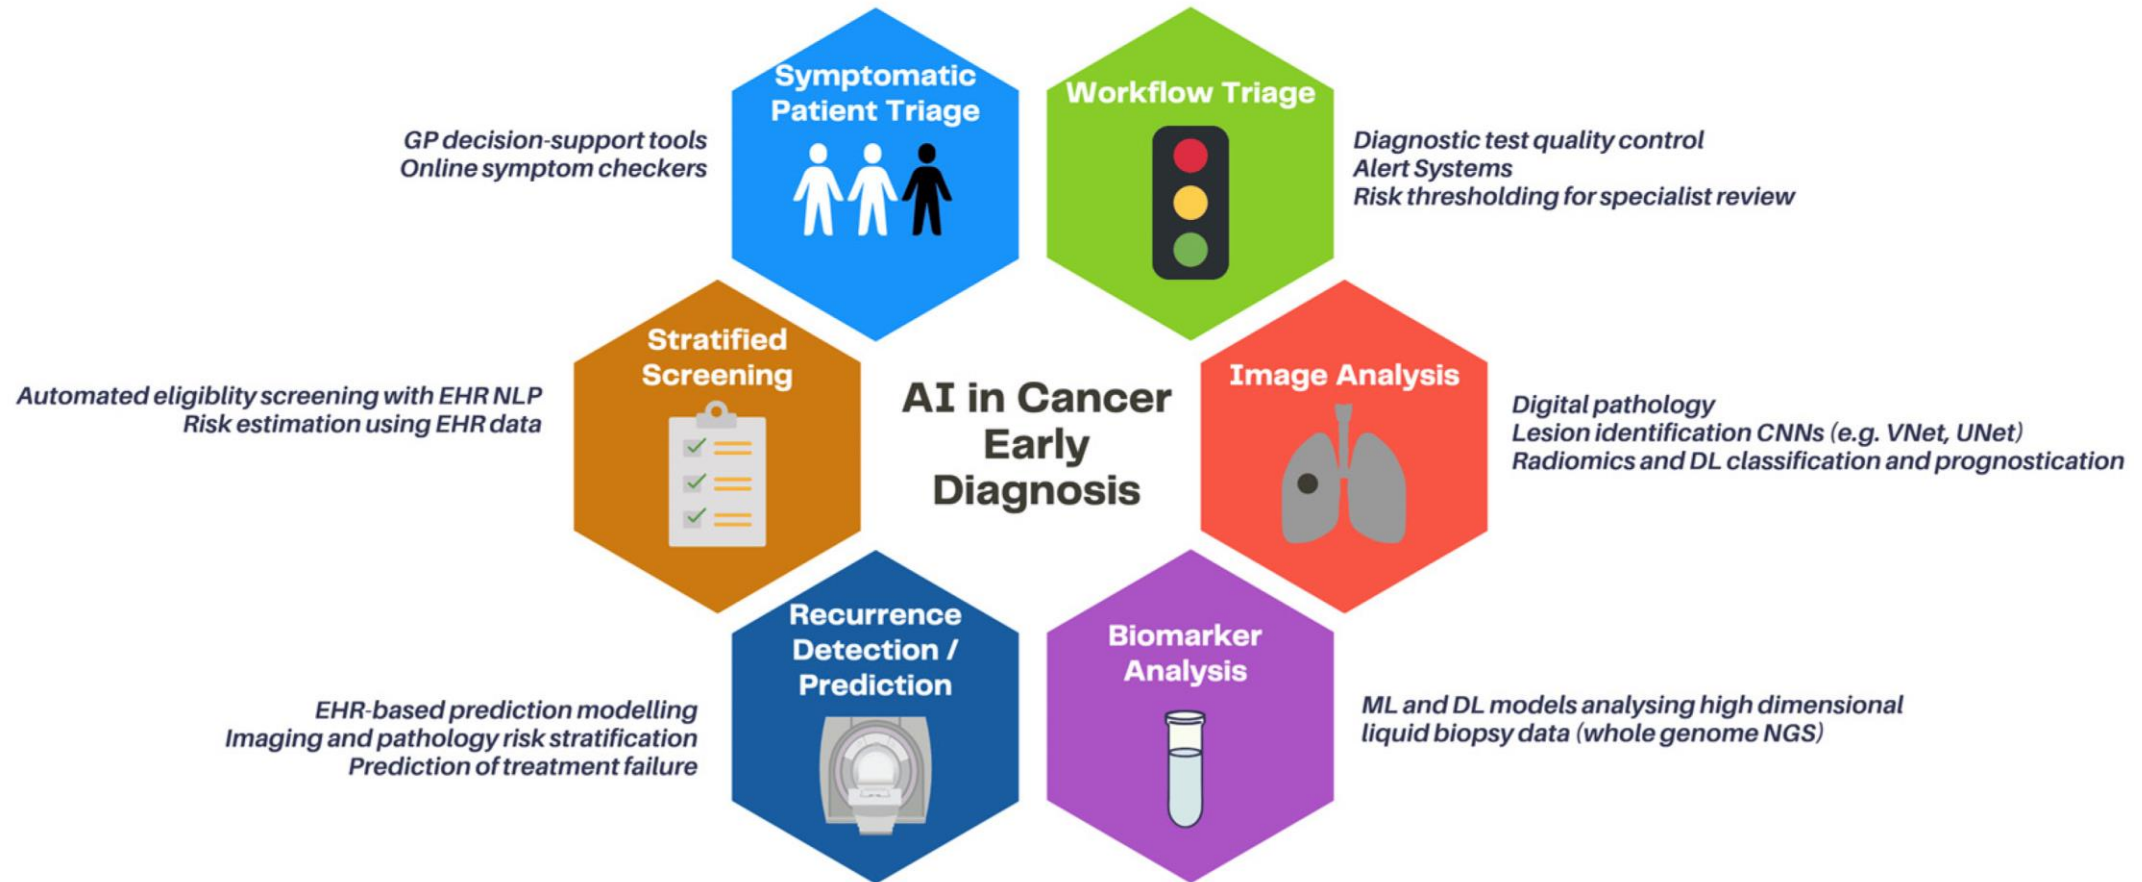 Symptomatic
Patient Triage
GP decision-support tools
Online symptom checkers
Workflow Triage
Diagnostic test quality control
Alert Systems
Risk thresholding for specialist review
Stratified
Screening
Automated eligiblity screening with EHR NLP
Risk estimation using EHR data
AI in Cancer
Early
Diagnosis
Image Analysis
Digital pathology
Lesion identification CNNs (e.g. VNet, UNet)
Radiomics and DL classification and prognostication
Recurrence
Detection /
Prediction
EHR-based prediction modelling
Imaging and pathology risk stratification
Prediction of treatment failure
Biomarker
Analysis
ML and DL models analysing high dimensional
liquid biopsy data (whole genome NGS)